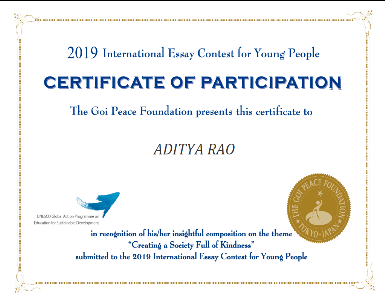 2019 International Essay Contest for Young People
CERTIFICATE OF PARTICIPATION
The Goi Peace Foundation presents this certificate to
ADITYA RAO
THE GOI PEACE FOUNDATION
TOKYO-JAPAN
UNESCO Global Action Programme on
Education for Sustainable Development
in recognition of his/her insightful composition on the theme
"Creating a Society Full of Kindness"
submitted to the 2019 International Essay Contest for Young People